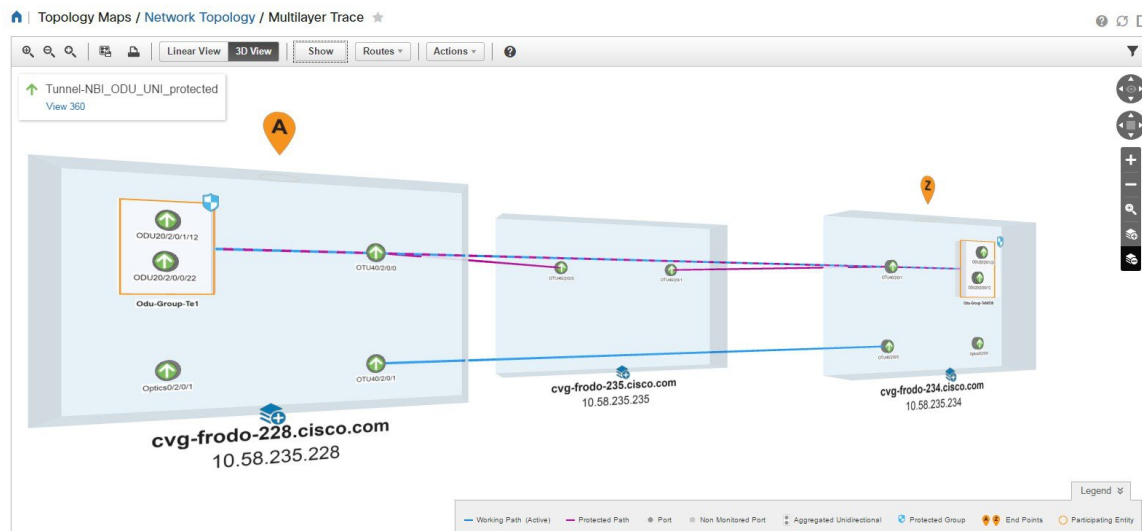 Topology Maps / Network Topology / Multilayer Trace
Linear View
3D View
Show
Routes
Actions
Tunnel-NBI_ODU_UNI_protected
View 360
A
Z
ODU20/2/0/1/12
ODU20/2/0/0/22
Odu-Group-Te1
OTU40/2/0/0
Optics0/2/0/1
OTU40/2/0/1
cvg-frodo-228.cisco.com
10.58.235.228
cvg-frodo-235.cisco.com
10.58.235.235
cvg-frodo-234.cisco.com
10.58.235.234
Legend
Working Path (Active)
Protected Path
Port
Non Monitored Port
Aggregated Unidirectional
Protected Group
A Z End Points
Participating Entity